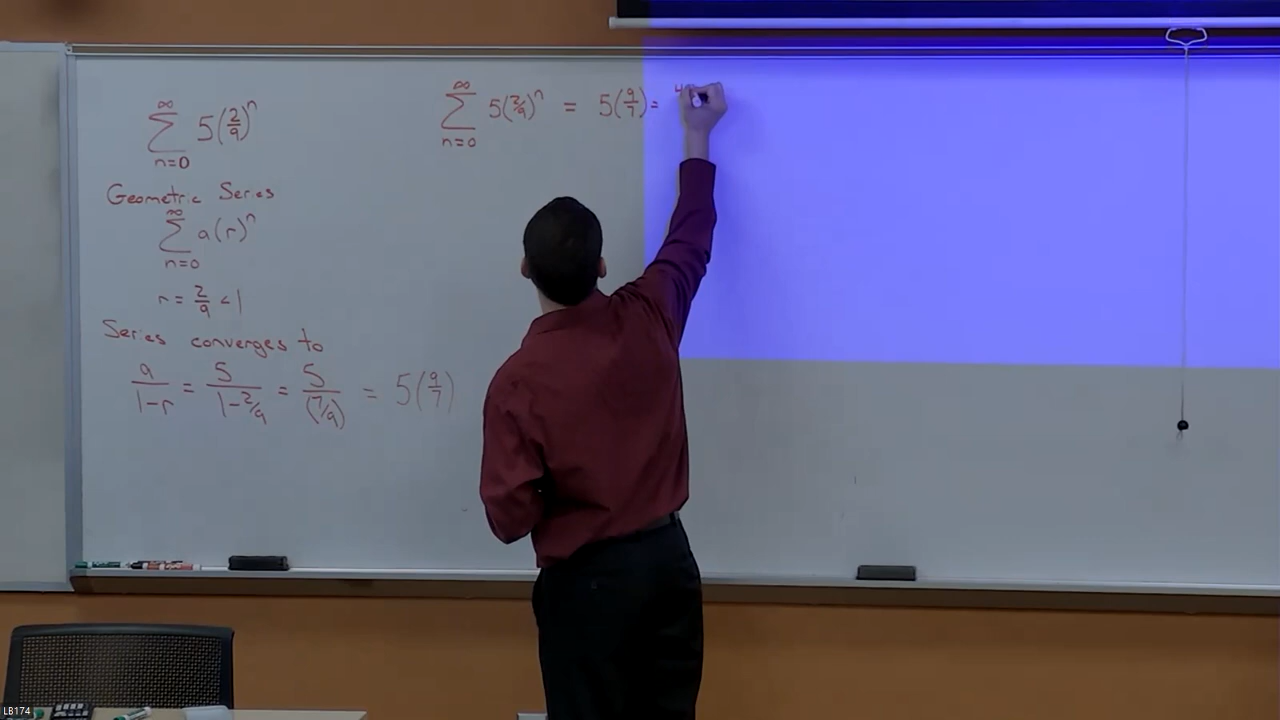 ∞
∑ 5(2/9)^n
n=0
Geometric Series
∞
∑ a(r)^n
n=0
r = 2/9 < 1
Series converges to
a/(1-r) = 5/(1-2/9) = 5/(7/9) = 5(9/7)
∞
∑ 5(2/9)^n = 5(9/7) =
n=0
LB174